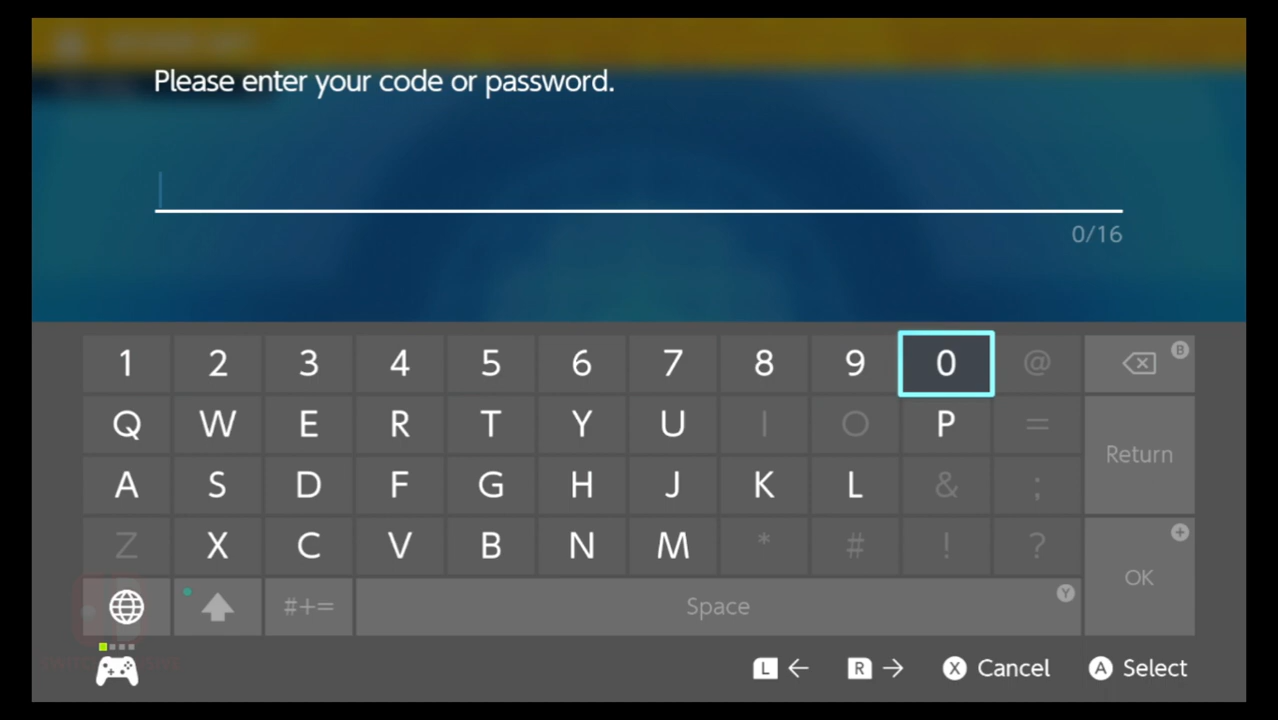 Please enter your code or password.
0/16
1 2 3 4 5 6 7 8 9 0 @ B
Q W E R T Y U I O P =
Return
A S D F G H J K L & ;
Z X C V B N M * # ! ? +
OK
#+= Space Y
L ← R → X Cancel A Select